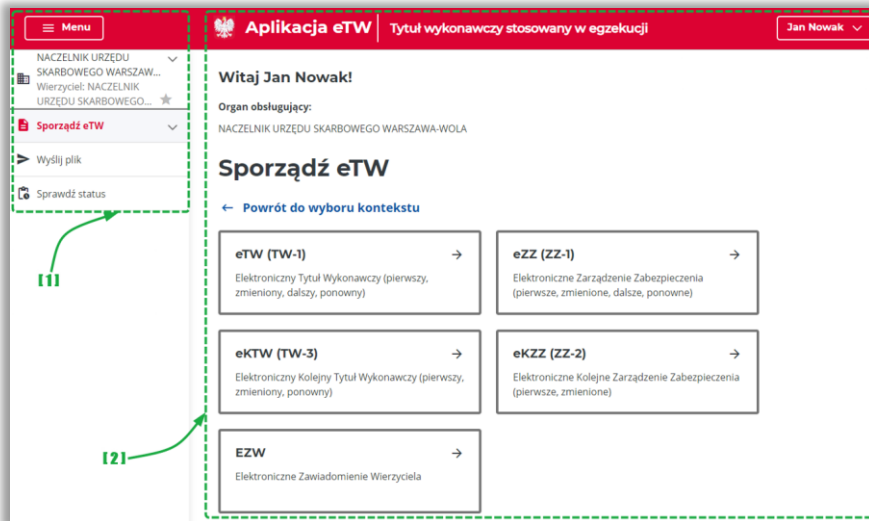 Menu
NACZELNIK URZĘDU
SKARBOWEGO WARSZAW...
Wierzyciel: NACZELNIK
URZĘDU SKARBOWEGO...
Sporządź eTW
Wyślij plik
Sprawdź status
[1]
[2]
Aplikacja eTW
Tytuł wykonawczy stosowany w egzekucji
Jan Nowak
Witaj Jan Nowak!
Organ obsługujący:
NACZELNIK URZĘDU SKARBOWEGO WARSZAWA-WOLA
Sporządź eTW
← Powrót do wyboru kontekstu
eTW (TW-1) →
Elektroniczny Tytuł Wykonawczy (pierwszy,
zmieniony, dalszy, ponowny)
eZZ (ZZ-1) →
Elektroniczne Zarządzenie Zabezpieczenia
(pierwsze, zmienione, dalsze, ponowne)
eKTW (TW-3) →
Elektroniczny Kolejny Tytuł Wykonawczy (pierwszy,
zmieniony, ponowny)
eKZZ (ZZ-2) →
Elektroniczne Kolejne Zarządzenie Zabezpieczenia
(pierwsze, zmienione)
EZW →
Elektroniczne Zawiadomienie Wierzyciela